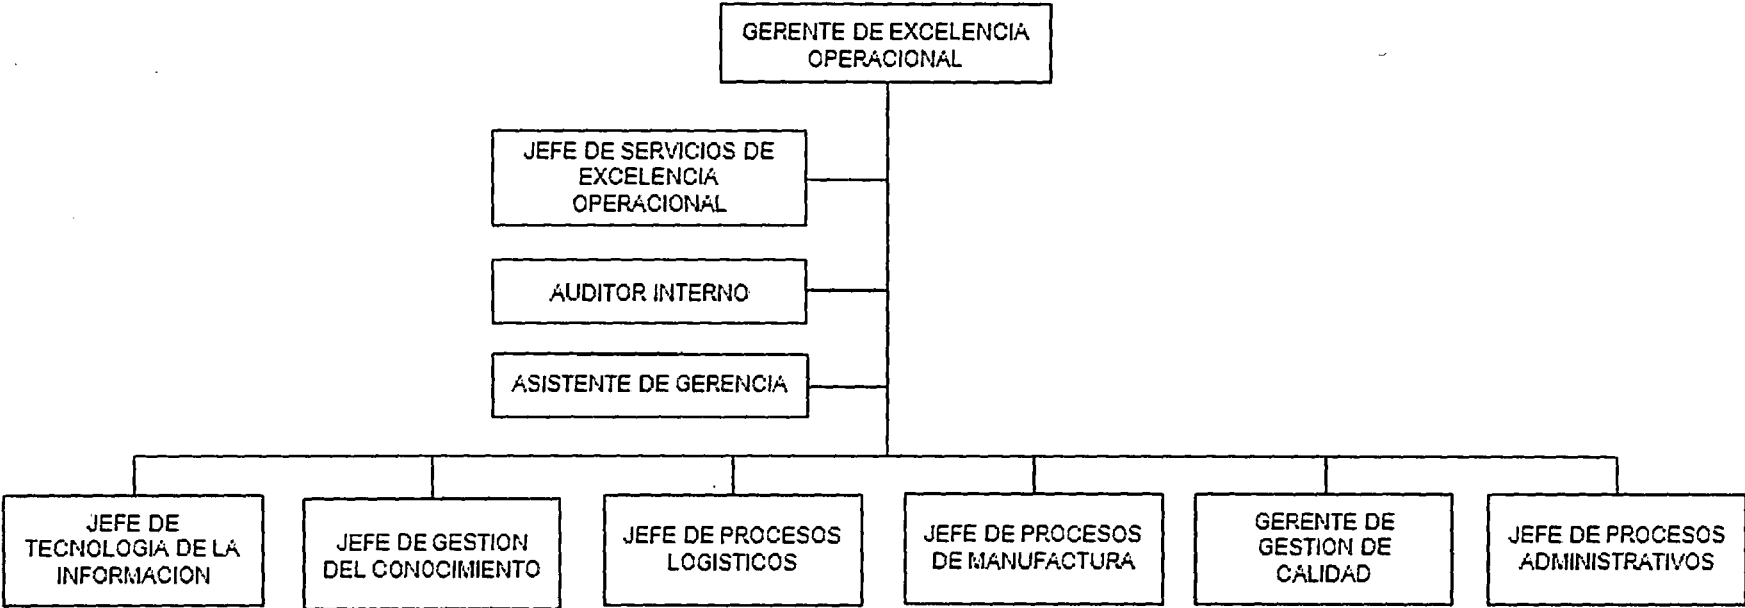 GERENTE DE EXCELENCIA
OPERACIONAL
JEFE DE SERVICIOS DE
EXCELENCIA
OPERACIONAL
AUDITOR INTERNO
ASISTENTE DE GERENCIA
JEFE DE
TECNOLOGIA DE LA
INFORMACION
JEFE DE GESTION
DEL CONOCIMIENTO
JEFE DE PROCESOS
LOGISTICOS
JEFE DE PROCESOS
DE MANUFACTURA
GERENTE DE
GESTION DE
CALIDAD
JEFE DE PROCESOS
ADMINISTRATIVOS